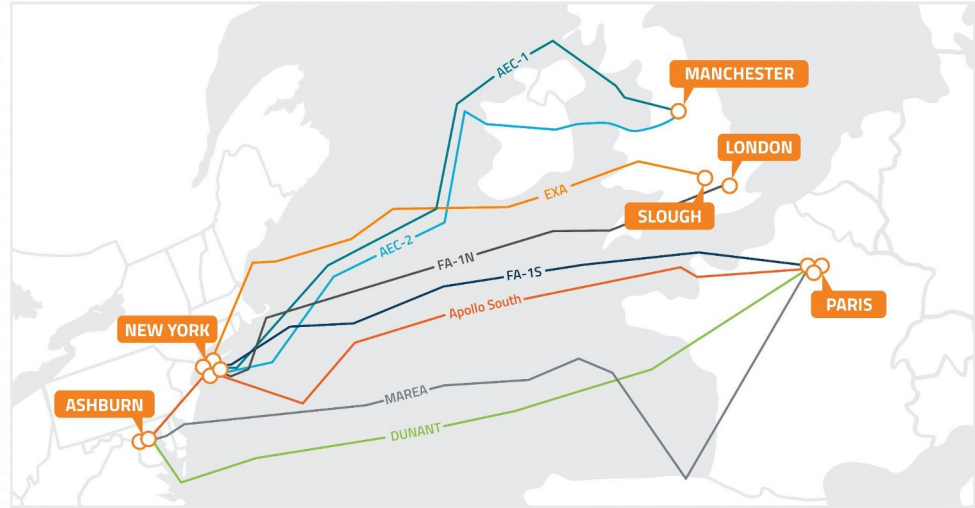 AEC-1
MANCHESTER
LONDON
EXA
SLOUGH
AEC-2
FA-1N
FA-1S
Apollo South
PARIS
NEW YORK
MAREA
ASHBURN
DUNANT